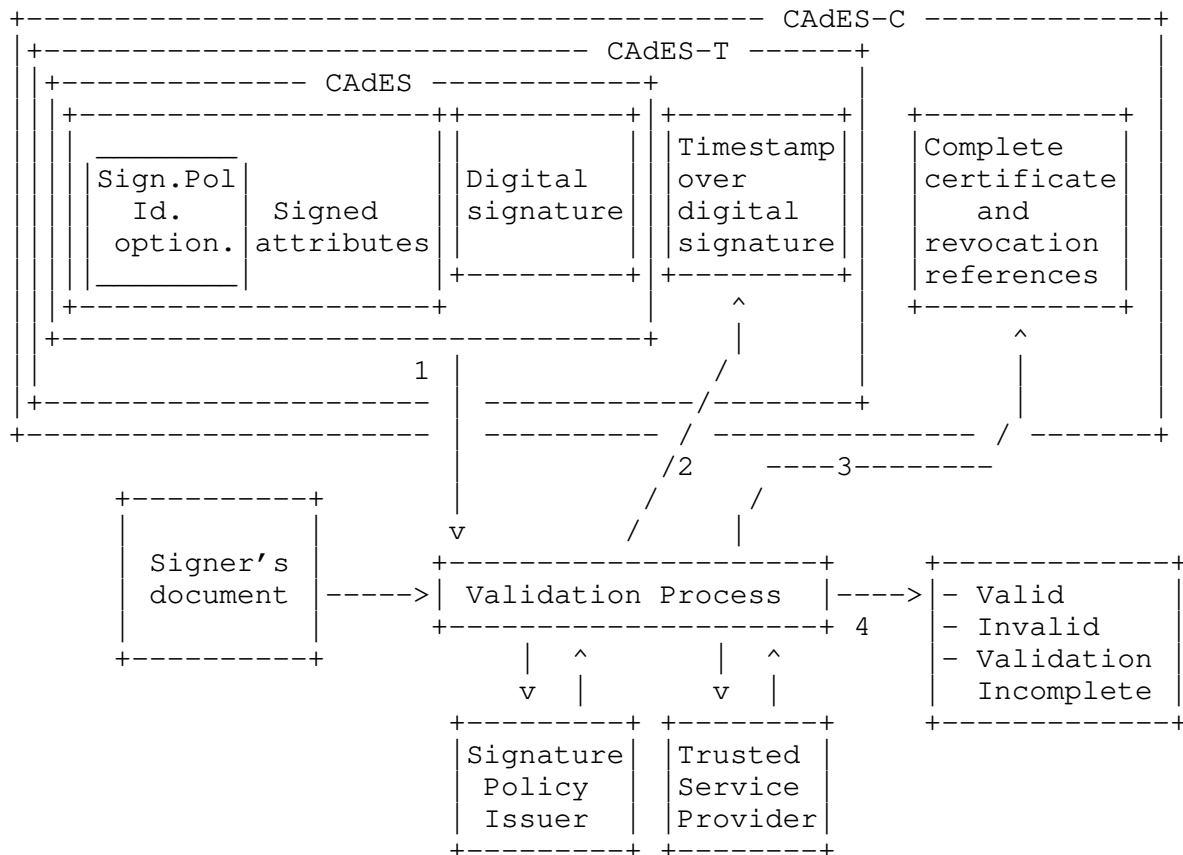 CAdES-C
CAdES-T
CAdES
Timestamp Complete
Sign.Pol Digital over certificate
Id. Signed signature digital and
option. attributes signature revocation
references
1
2 3
Signer's
document Validation Process - Valid
4 - Invalid
- Validation
Incomplete
Signature Trusted
Policy Service
Issuer Provider